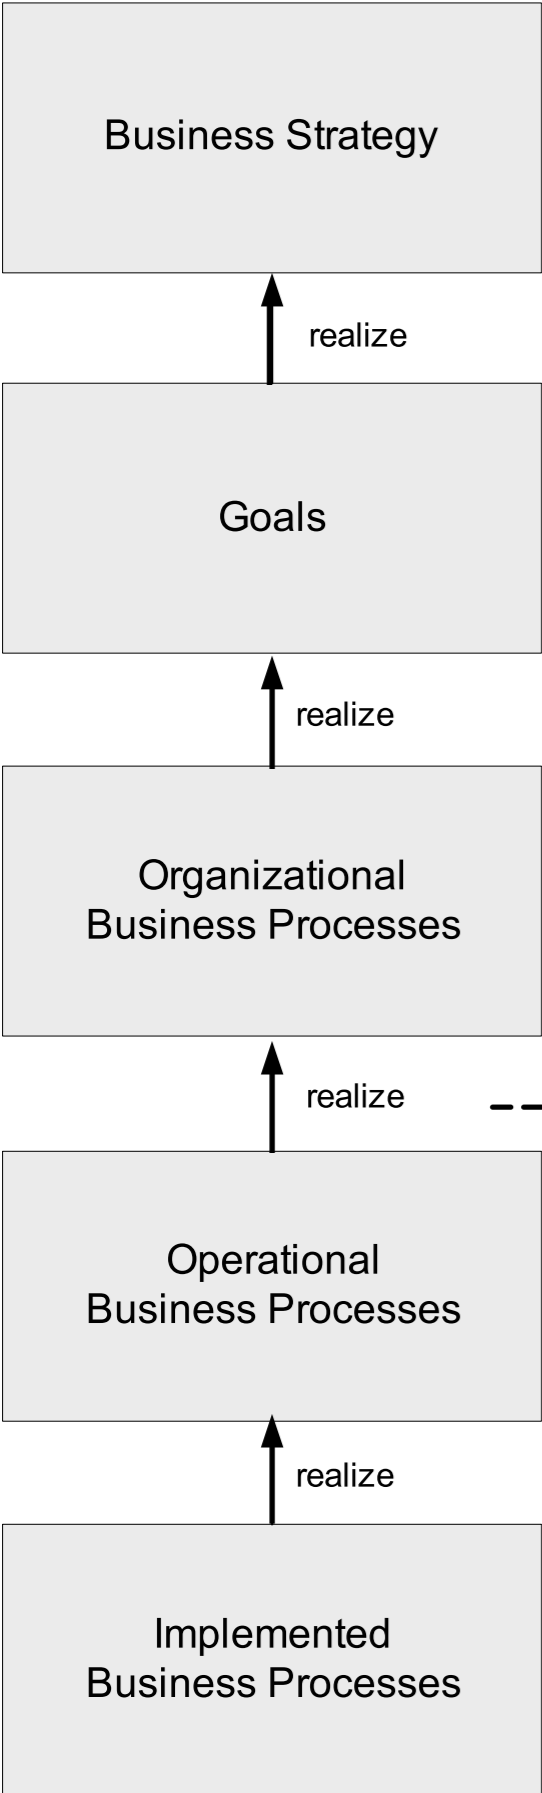 Business Strategy
realize
Goals
realize
Organizational
Business Processes
realize
Operational
Business Processes
realize
Implemented
Business Processes